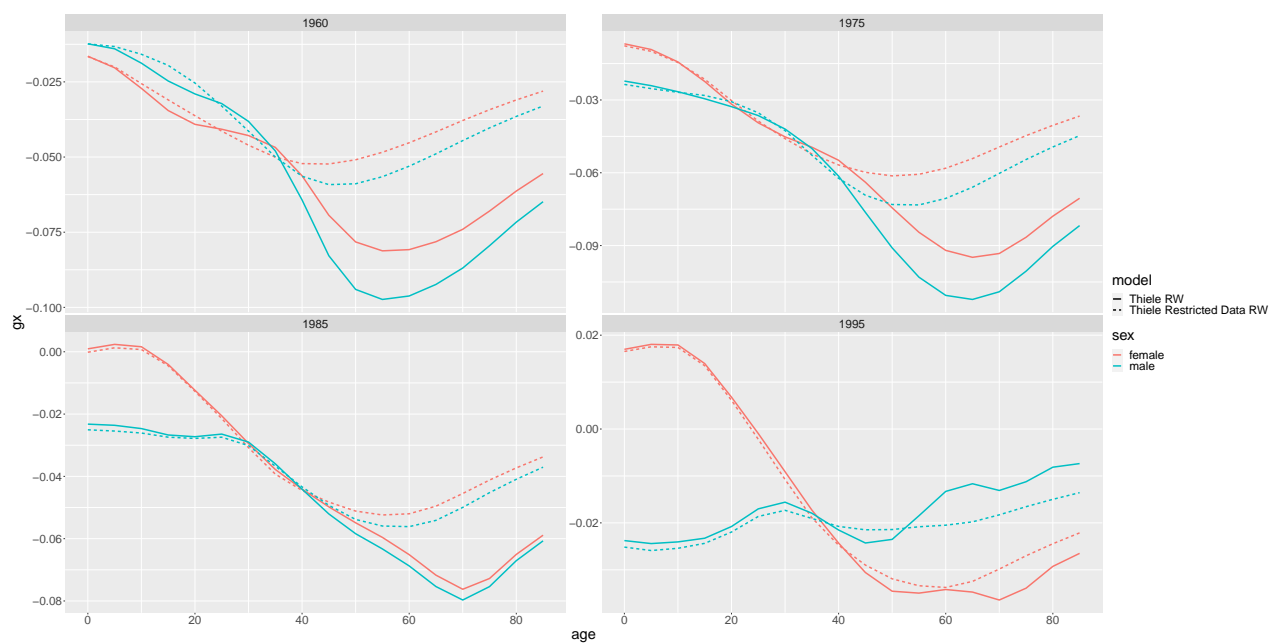 1960
1975
−0.025
−0.050
−0.075
−0.100
−0.03
−0.06
−0.09
gx
1985
1995
0.00
−0.02
−0.04
−0.06
−0.08
0.02
0.00
−0.02
0 20 40 60 80
0 20 40 60 80
age
model
Thiele RW
Thiele Restricted Data RW
sex
female
male